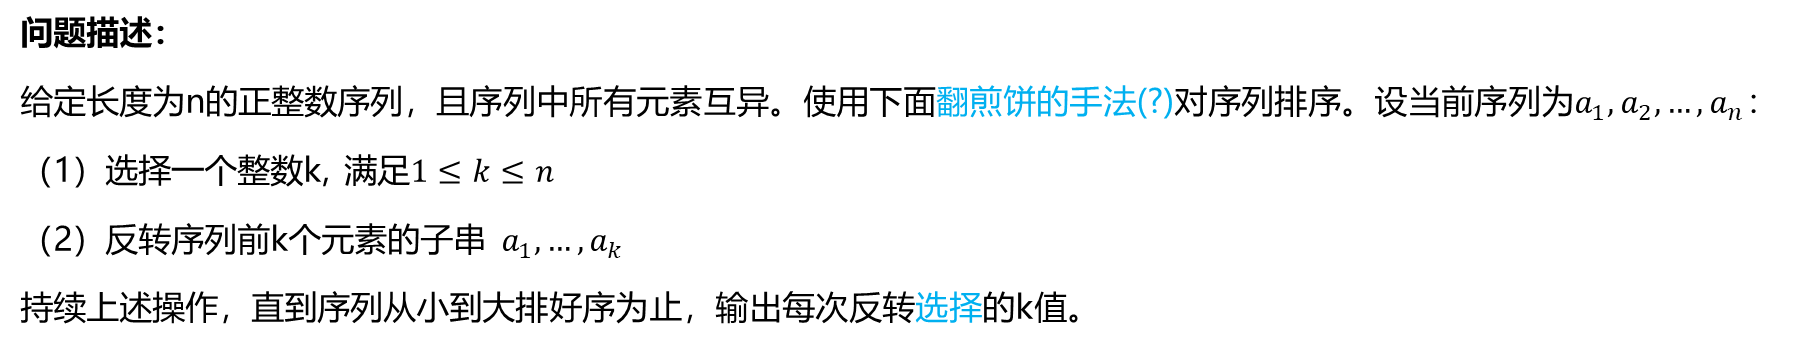 问题描述：
给定长度为n的正整数序列，且序列中所有元素互异。使用下面翻煎饼的手法(?)对序列排序。设当前序列为a₁, a₂, …, aₙ：
（1）选择一个整数k, 满足1 ≤ k ≤ n
（2）反转序列前k个元素的子串 a₁, …, aₖ
持续上述操作，直到序列从小到大排好序为止，输出每次反转选择的k值。